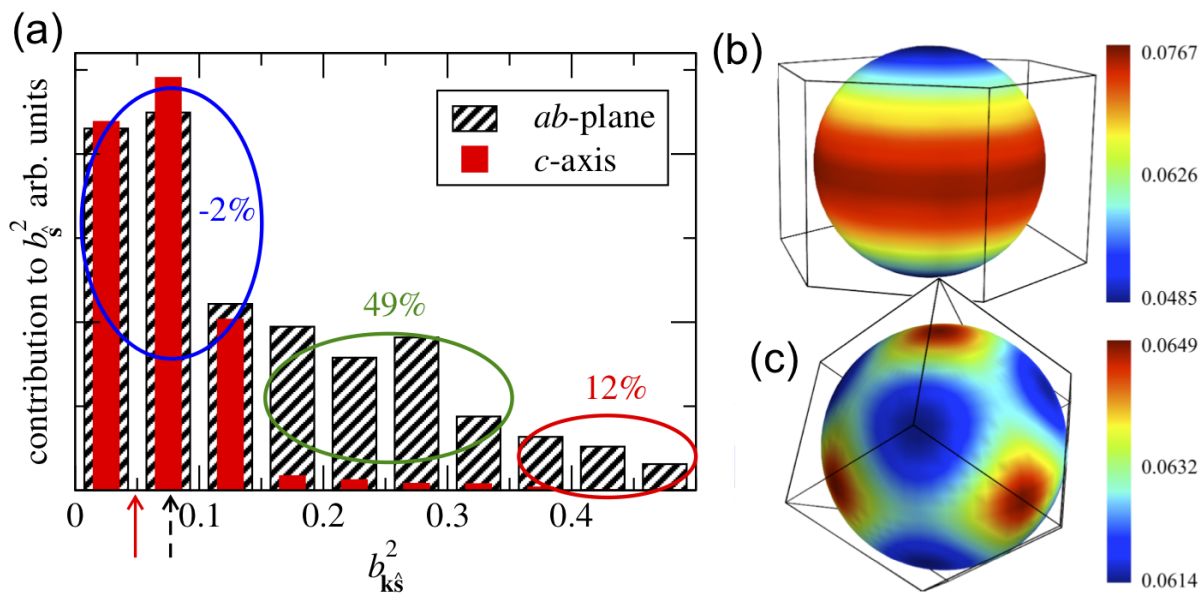 (a)
contribution to b²ŝ arb. units
ab-plane
c-axis
-2%
49%
12%
0
0.1
0.2
0.3
0.4
b²kŝ
(b)
0.0767
0.0626
0.0485
(c)
0.0649
0.0632
0.0614